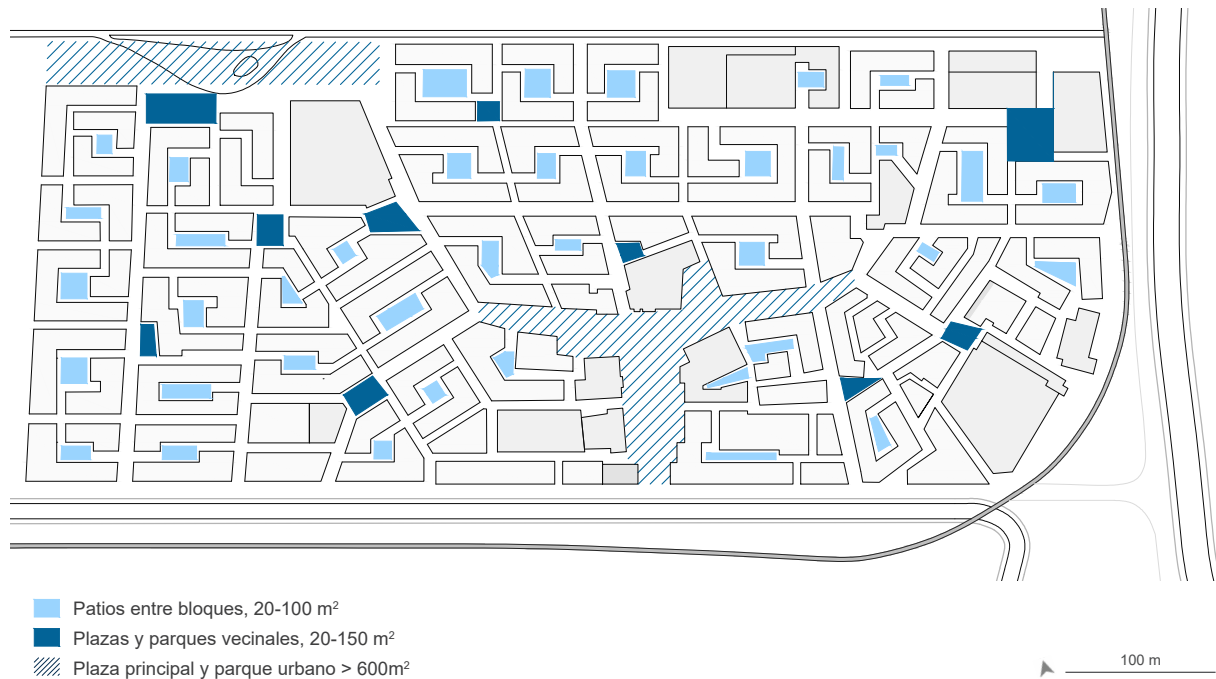 Patios entre bloques, 20-100 m²
Plazas y parques vecinales, 20-150 m²
Plaza principal y parque urbano > 600m²
100 m